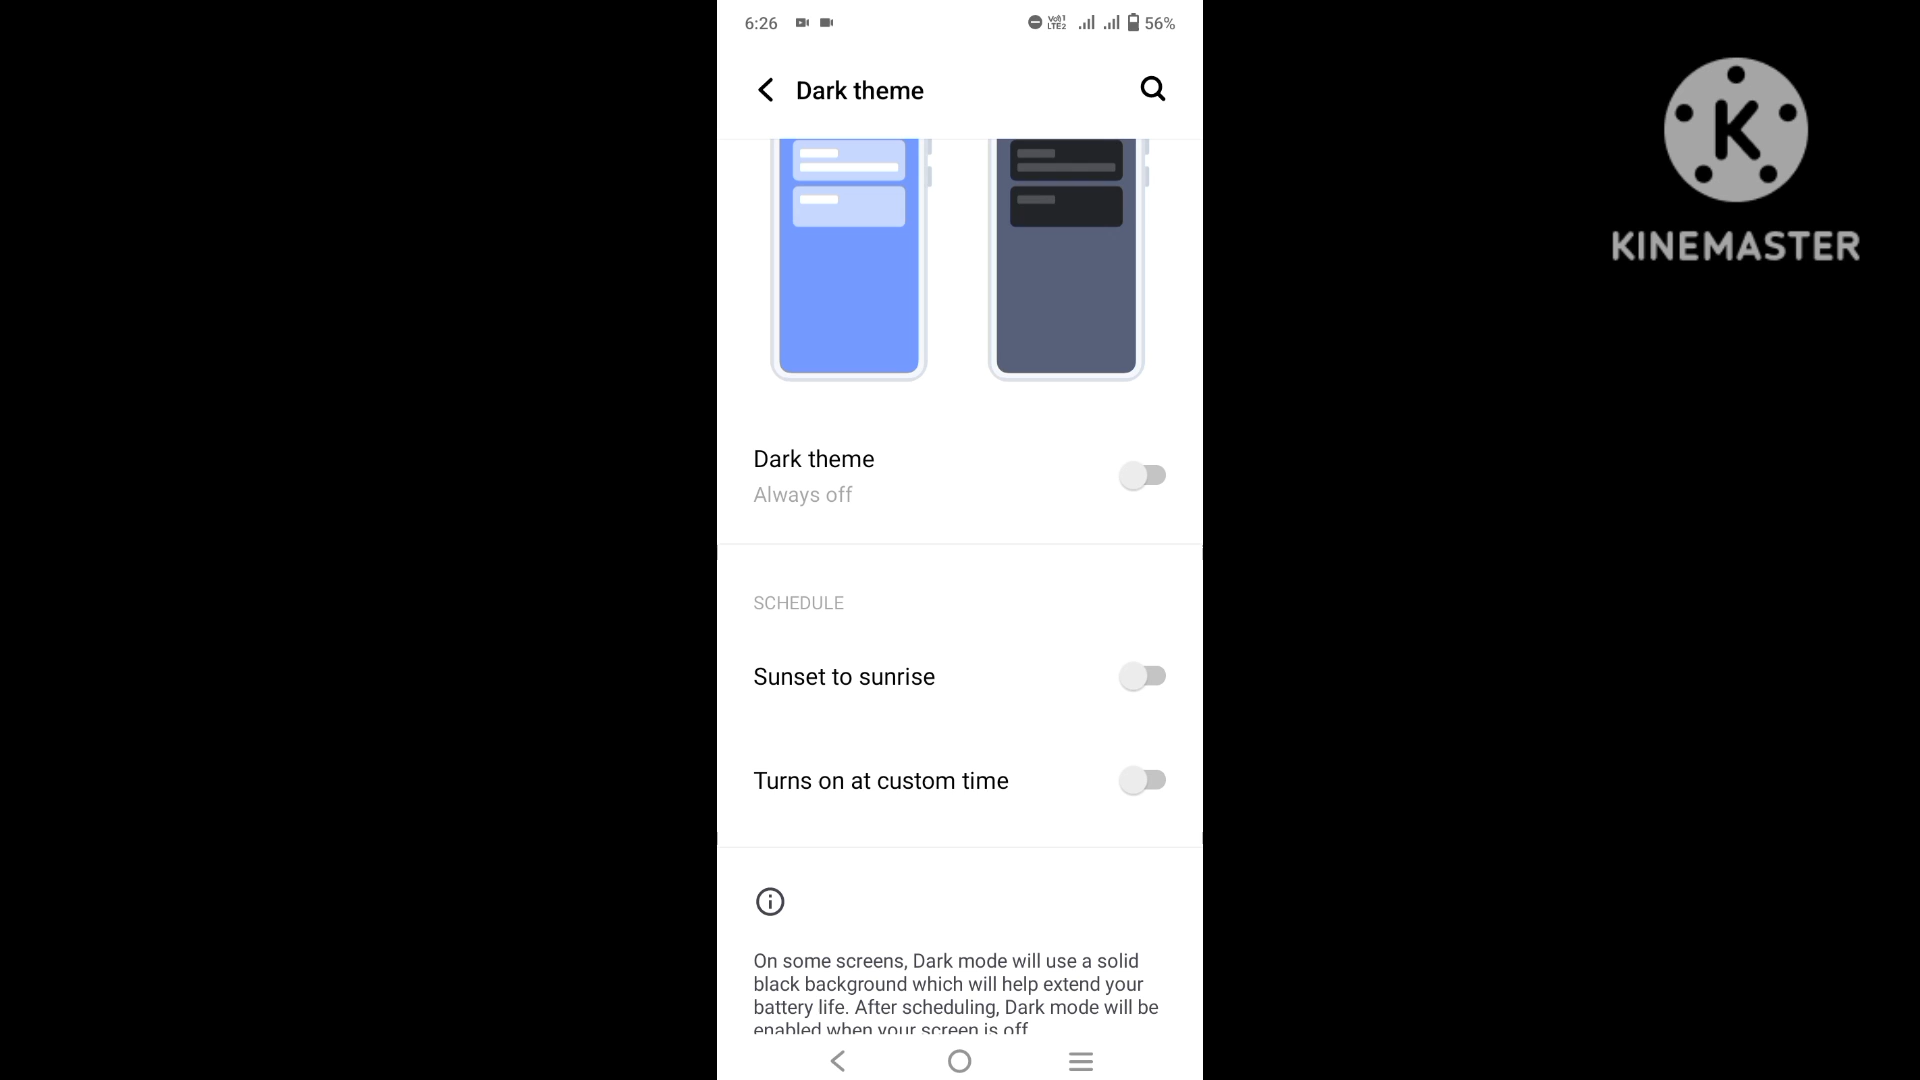 6:26
Vo1
LTE2
56%
Dark theme
KINEMASTER
Dark theme
Always off
SCHEDULE
Sunset to sunrise
Turns on at custom time
On some screens, Dark mode will use a solid
black background which will help extend your
battery life. After scheduling, Dark mode will be
enabled when your screen is off